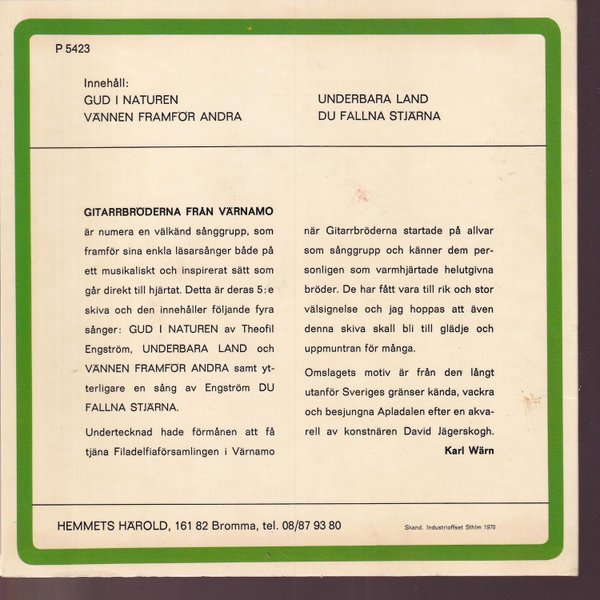 P 5423
Innehåll:
GUD I NATUREN
VÄNNEN FRAMFÖR ANDRA
UNDERBARA LAND
DU FALLNA STJÄRNA
GITARRBRÖDERNA FRÅN VÄRNAMO
är numera en välkänd sånggrupp, som
framför sina enkla läsarsånger både på
ett musikaliskt och inspirerat sätt som
går direkt till hjärtat. Detta är deras 5:e
skiva och den innehåller följande fyra
sånger: GUD I NATUREN av Theofil
Engström, UNDERBARA LAND och
VÄNNEN FRAMFÖR ANDRA samt yt-
terligare en sång av Engström DU
FALLNA STJÄRNA.
Undertecknad hade förmånen att få
tjäna Filadelfiaförsamlingen i Värnamo
när Gitarrbröderna startade på allvar
som sånggrupp och känner dem per-
sonligen som varmhjärtade helutgivna
bröder. De har fått vara till rik och stor
välsignelse och jag hoppas att även
denna skiva skall bli till glädje och
uppmuntran för många.
Omslagets motiv är från den långt
utanför Sveriges gränser kända, vackra
och besjungna Apladalen efter en akva-
rell av konstnären David Jägerskogh.
Karl Wärn
HEMMETS HÄROLD, 161 82 Bromma, tel. 08/87 93 80
Skand. Industrioffset Sthlm 1970